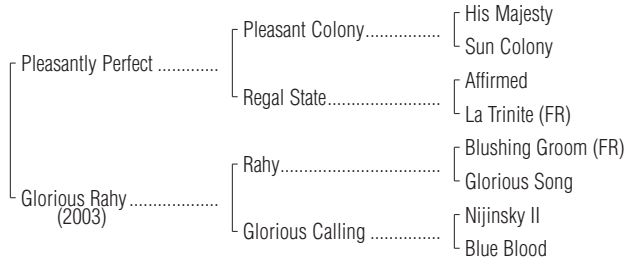 His Majesty
Pleasant Colony..................
Sun Colony
Pleasantly Perfect .............
Affirmed
Regal State.......................
La Trinite (FR)
Blushing Groom (FR)
Rahy.................................
Glorious Song
Glorious Rahy ...................
(2003)
Nijinsky II
Glorious Calling ..............
Blue Blood